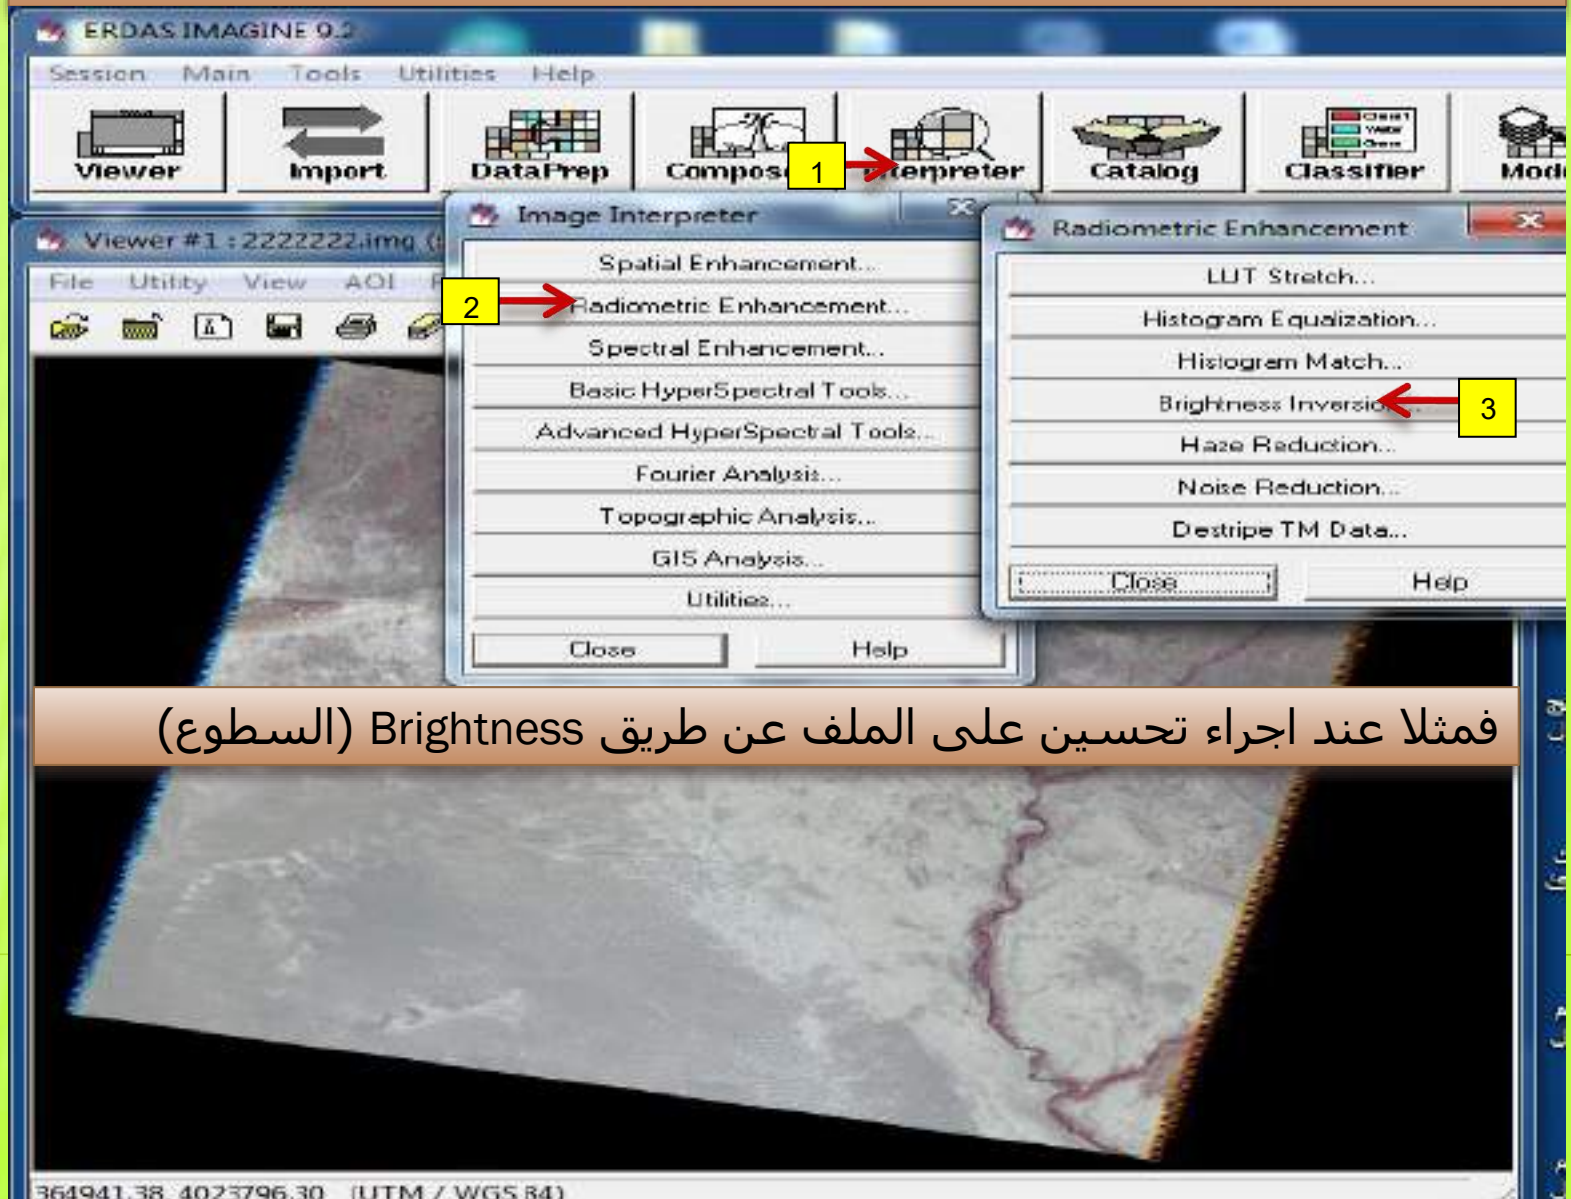 ERDAS IMAGINE 9.2
Session Main Tools Utilities Help
Viewer Import DataPrep Catalog Classifier
1
Image Interpreter
Spatial Enhancement...
2
Radiometric Enhancement...
Spectral Enhancement...
Basic HyperSpectral Tools...
Advanced HyperSpectral Tools...
Fourier Analysis...
Topographic Analysis...
GIS Analysis...
Utilities...
Close Help
Radiometric Enhancement
LUT Stretch...
Histogram Equalization...
Histogram Match...
Brightness Inversion...
3
Haze Reduction...
Noise Reduction...
Destripe TM Data...
Close Help
Viewer #1 : 2222222.img
File Utility View AOI
فمثلا عند اجراء تحسين على الملف عن طريق Brightness (السطوع)
364941.38, 4023796.30 (UTM / WGS 84)